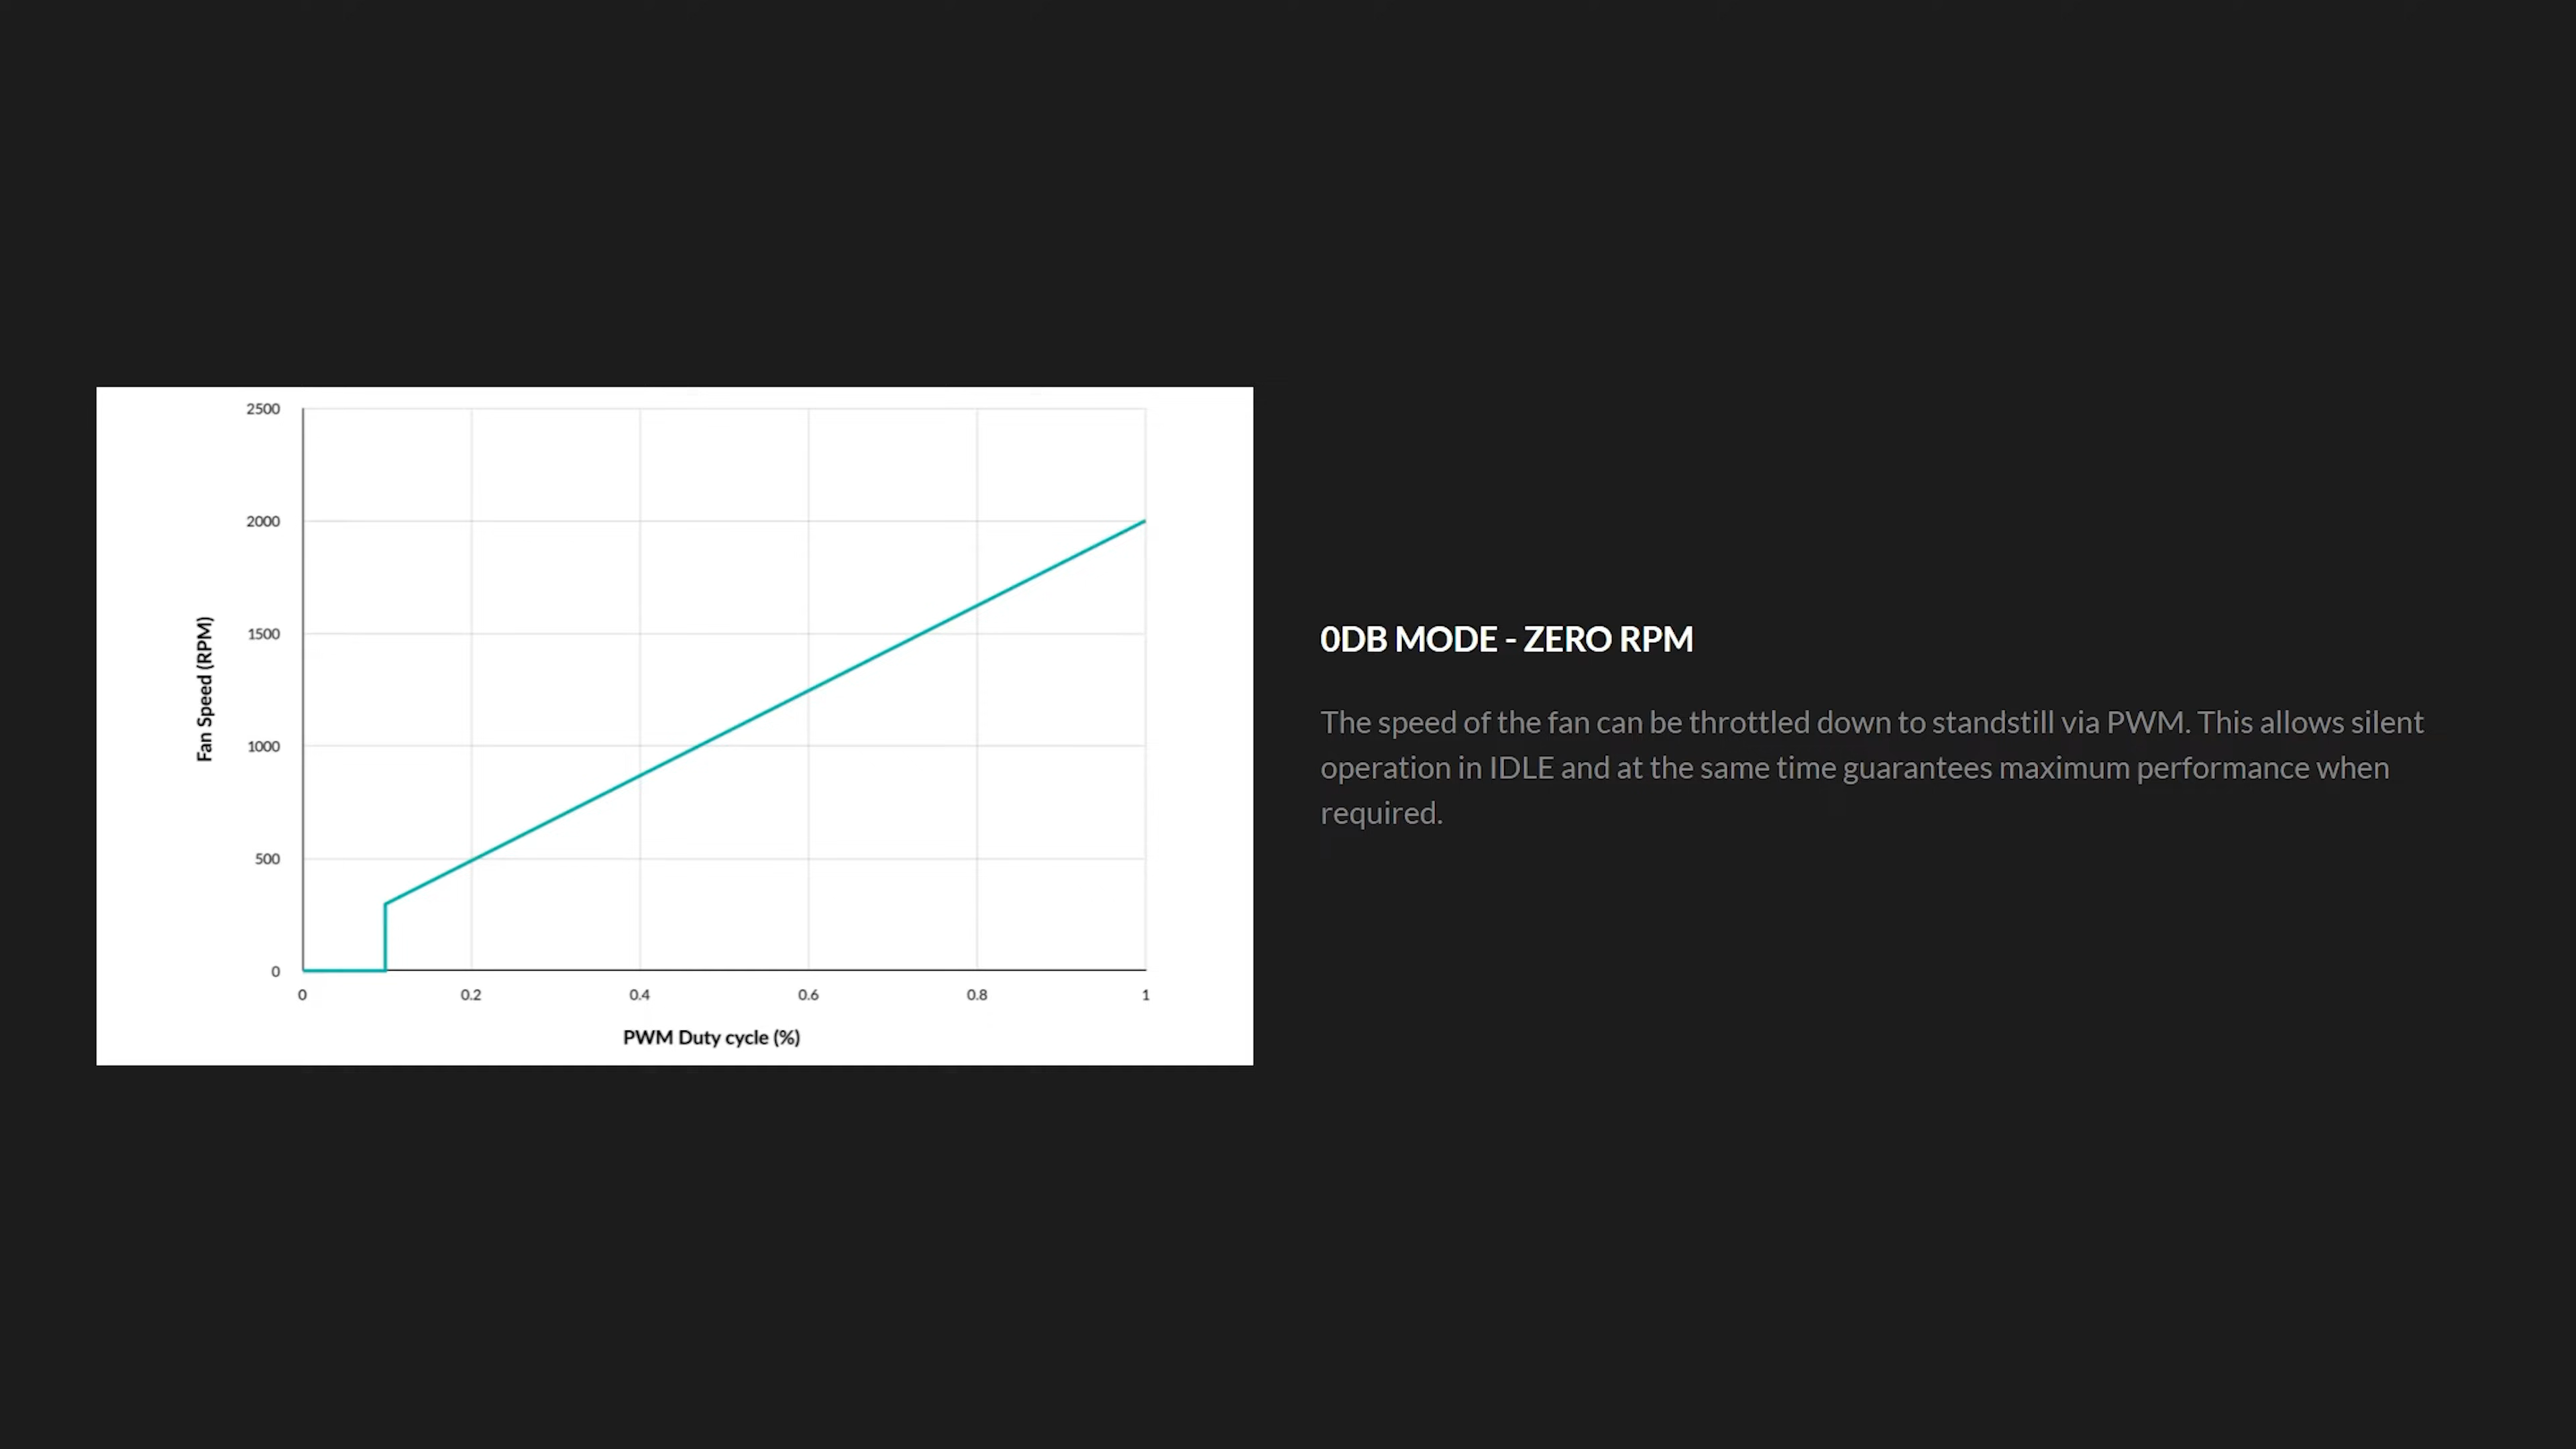 2500
2000
1500
1000
500
0
Fan Speed (RPM)
0 0.2 0.4 0.6 0.8 1
PWM Duty cycle (%)
0DB MODE - ZERO RPM
The speed of the fan can be throttled down to standstill via PWM. This allows silent
operation in IDLE and at the same time guarantees maximum performance when
required.